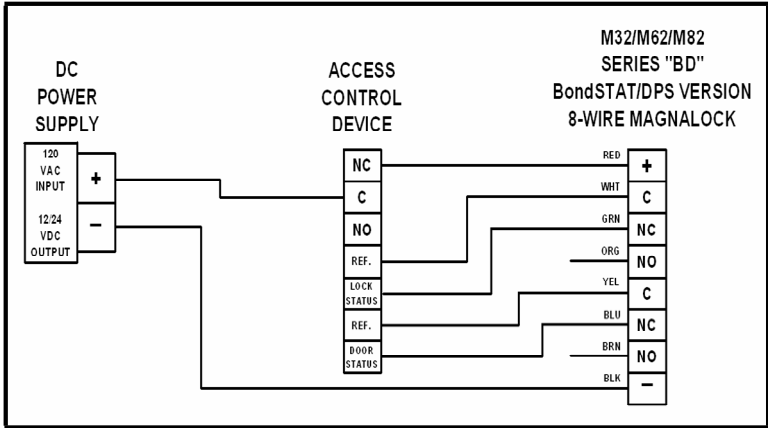 DC
POWER
SUPPLY
120
VAC
INPUT
12/24
VDC
OUTPUT
+
−
ACCESS
CONTROL
DEVICE
NC
C
NO
REF.
LOCK
STATUS
REF.
DOOR
STATUS
M32/M62/M82
SERIES "BD"
BondSTAT/DPS VERSION
8-WIRE MAGNALOCK
RED +
WHT C
GRN NC
ORG NO
YEL C
BLU NC
BRN NO
BLK −